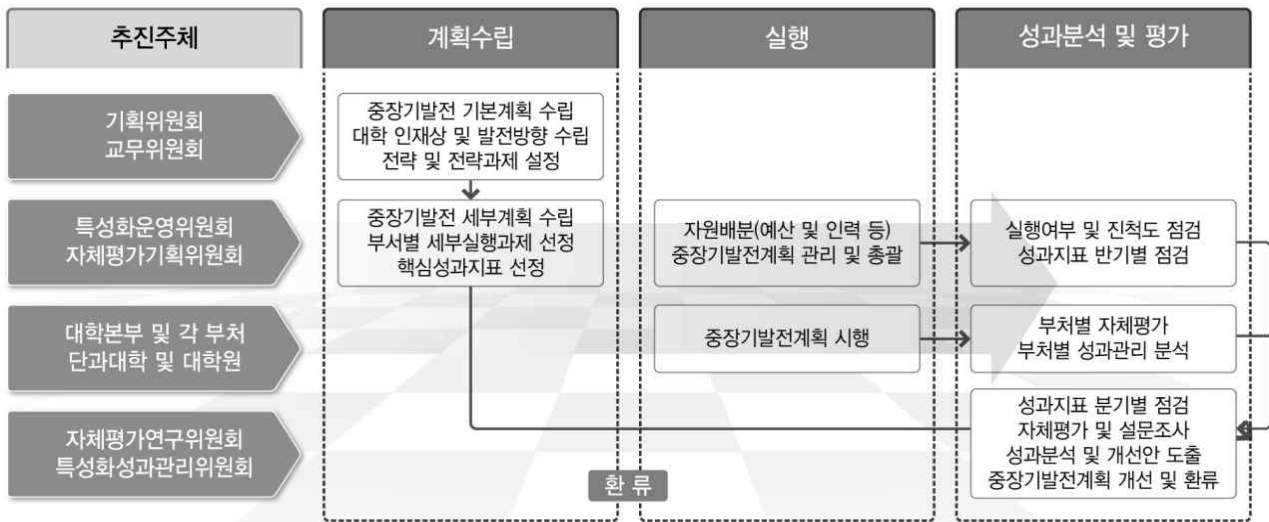 추진주체
계획수립
실행
성과분석 및 평가
기획위원회
교무위원회
중장기발전 기본계획 수립
대학 인재상 및 발전방향 수립
전략 및 전략과제 설정
특성화운영위원회
자체평가기획위원회
중장기발전 세부계획 수립
부서별 세부실행과제 선정
핵심성과지표 선정
자원배분(예산 및 인력 등)
중장기발전계획 관리 및 총괄
실행여부 및 진척도 점검
성과지표 반기별 점검
대학본부 및 각 부처
단과대학 및 대학원
중장기발전계획 시행
부처별 자체평가
부처별 성과관리 분석
자체평가연구위원회
특성화성과관리위원회
성과지표 분기별 점검
자체평가 및 설문조사
성과분석 및 개선안 도출
중장기발전계획 개선 및 환류
환 류